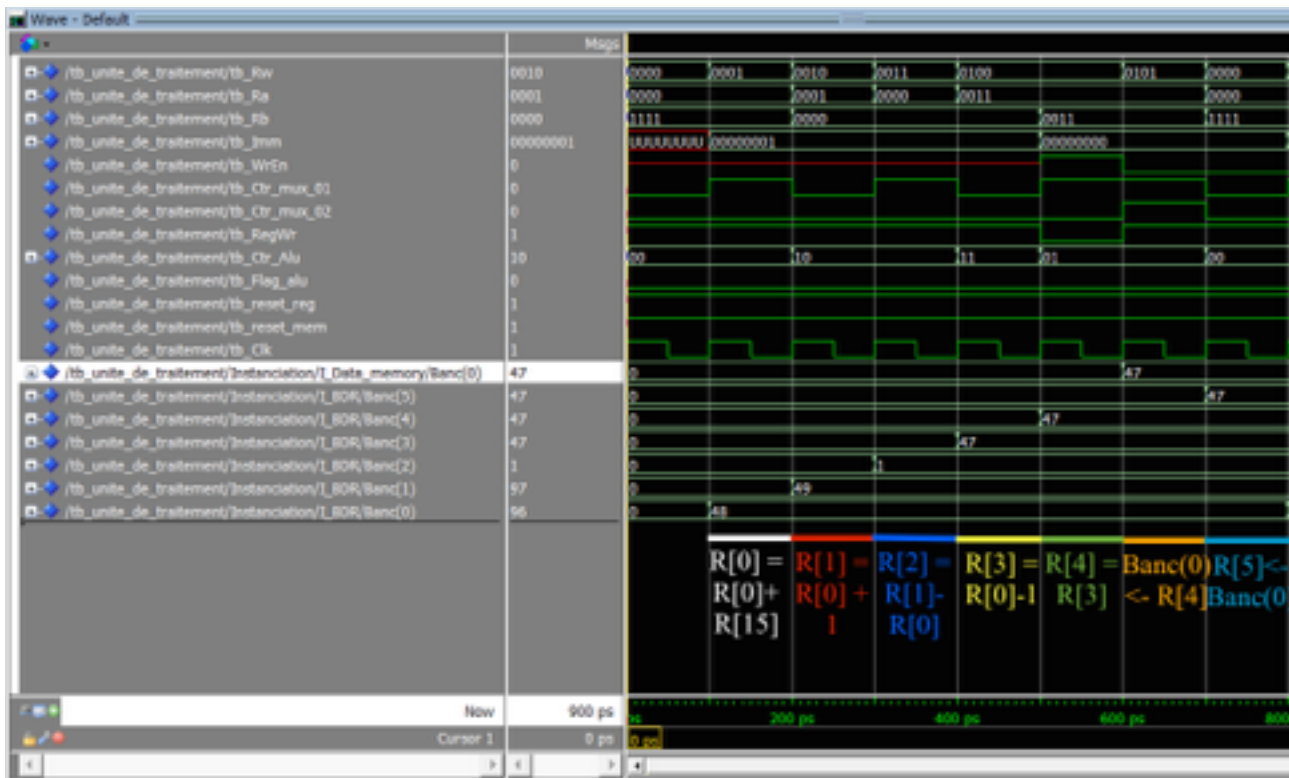 Wave - Default
Msgs
/tb_unite_de_traitement/tb_Rw 0010 0000 0001 0010 0011 0100 0101 0000
/tb_unite_de_traitement/tb_Ra 0001 0000 0001 0000 0011 0000
/tb_unite_de_traitement/tb_Rb 0000 1111 0000 0011 1111
/tb_unite_de_traitement/tb_Imm 00000001 UUUUUUUU 00000001 00000000
/tb_unite_de_traitement/tb_WrEn 0
/tb_unite_de_traitement/tb_Ctr_mux_01 0
/tb_unite_de_traitement/tb_Ctr_mux_02 0
/tb_unite_de_traitement/tb_RegWr 1
/tb_unite_de_traitement/tb_Ctr_Alu 10 00 10 11 01 00
/tb_unite_de_traitement/tb_Flag_alu 0
/tb_unite_de_traitement/tb_reset_reg 1
/tb_unite_de_traitement/tb_reset_mem 1
/tb_unite_de_traitement/tb_Clk 1
/tb_unite_de_traitement/Instanciation/I_Data_memory/Banc(0) 47 0 47
/tb_unite_de_traitement/Instanciation/I_BDR/Banc(5) 47 0 47
/tb_unite_de_traitement/Instanciation/I_BDR/Banc(4) 47 0 47
/tb_unite_de_traitement/Instanciation/I_BDR/Banc(3) 47 0 47
/tb_unite_de_traitement/Instanciation/I_BDR/Banc(2) 1 0 1
/tb_unite_de_traitement/Instanciation/I_BDR/Banc(1) 97 0 49
/tb_unite_de_traitement/Instanciation/I_BDR/Banc(0) 96 0 48
R[0] = R[1] = R[2] = R[3] = R[4] = Banc(0) R[5]<-
R[0]+ R[0] + R[1]- R[0]-1 R[3] <- R[4] Banc(0
R[15] 1 R[0]
Now 900 ps ps 200 ps 400 ps 600 ps 800
Cursor 1 0 ps 0 ps